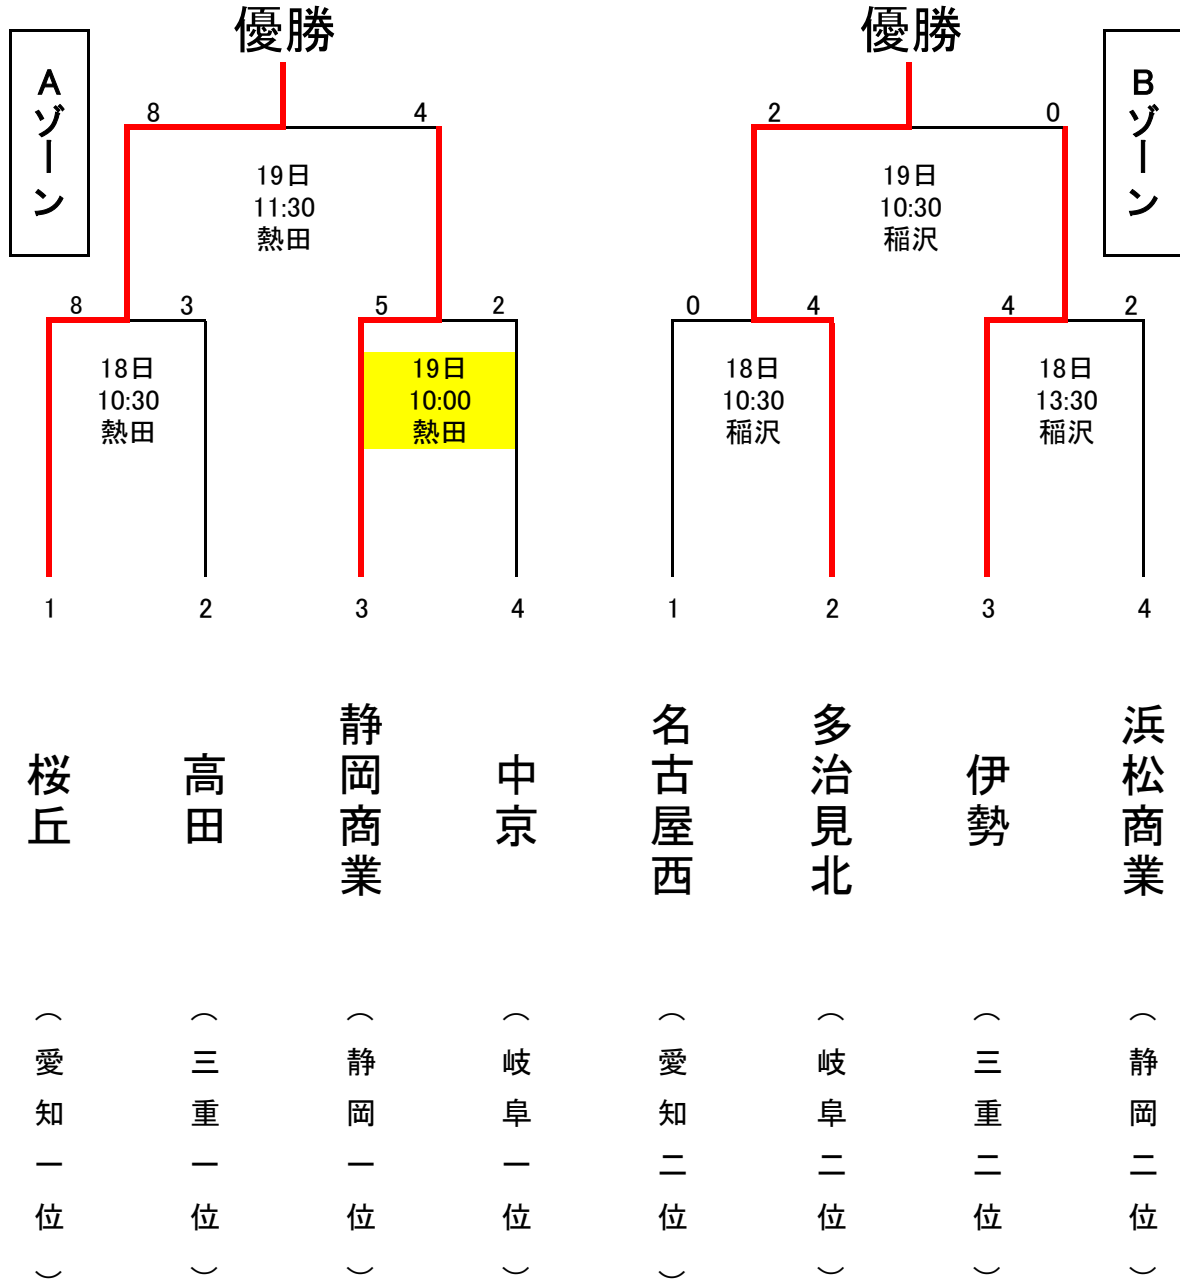 Aゾーン
優勝
8 4
19日
11:30
熱田
8 3
18日
10:30
熱田
5 2
19日
10:00
熱田
1 2 3 4
桜丘
高田
静岡商業
中京
（愛知一位）
（三重一位）
（静岡一位）
（岐阜一位）
Bゾーン
優勝
2 0
19日
10:30
稲沢
0 4
18日
10:30
稲沢
4 2
18日
13:30
稲沢
1 2 3 4
名古屋西
多治見北
伊勢
浜松商業
（愛知二位）
（岐阜二位）
（三重二位）
（静岡二位）